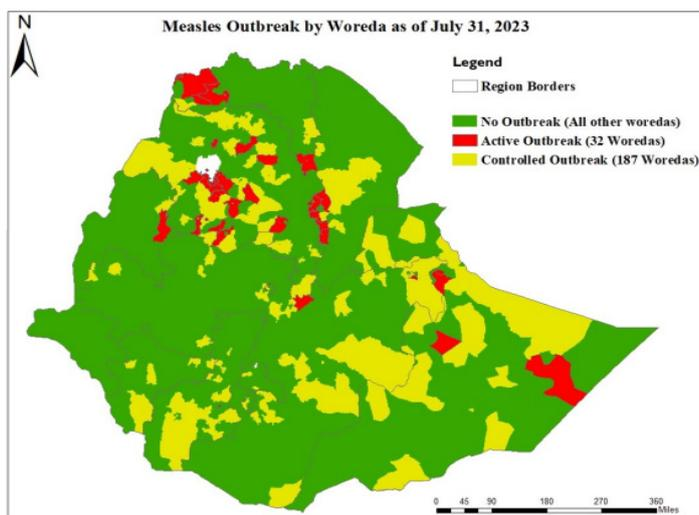 Measles Outbreak by Woreda as of July 31, 2023
N
Legend
Region Borders
No Outbreak (All other woredas)
Active Outbreak (32 Woredas)
Controlled Outbreak (187 Woredas)
0 45 90 180 270 360
Miles